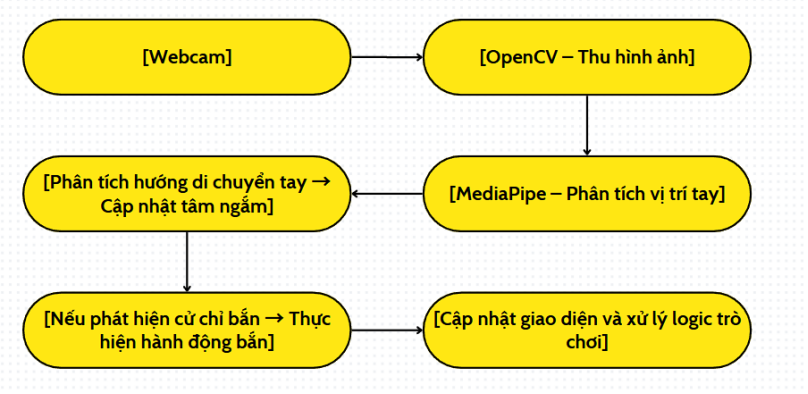 [Webcam]
[OpenCV – Thu hình ảnh]
[Phân tích hướng di chuyển tay →
Cập nhật tâm ngắm]
[MediaPipe – Phân tích vị trí tay]
[Nếu phát hiện cử chỉ bắn → Thực
hiện hành động bắn]
[Cập nhật giao diện và xử lý logic trò
chơi]